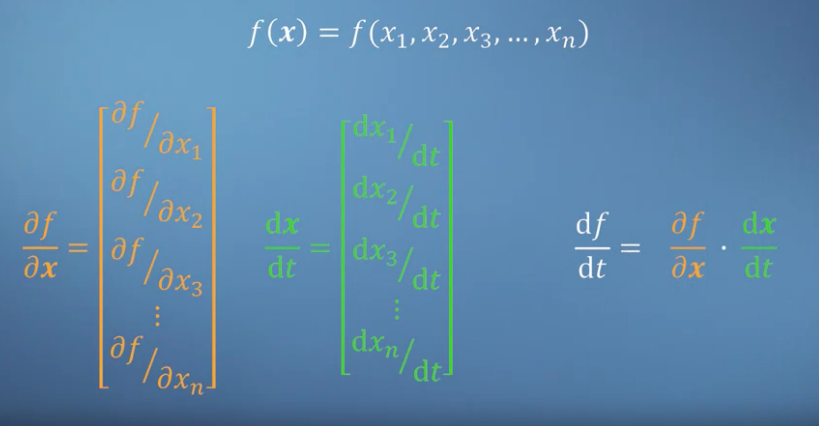 f(x) = f(x₁, x₂, x₃, …, xₙ)
∂f/∂x = [∂f/∂x₁ ∂f/∂x₂ ∂f/∂x₃ ⋮ ∂f/∂xₙ]
dx/dt = [dx₁/dt dx₂/dt dx₃/dt ⋮ dxₙ/dt]
df/dt = ∂f/∂x · dx/dt